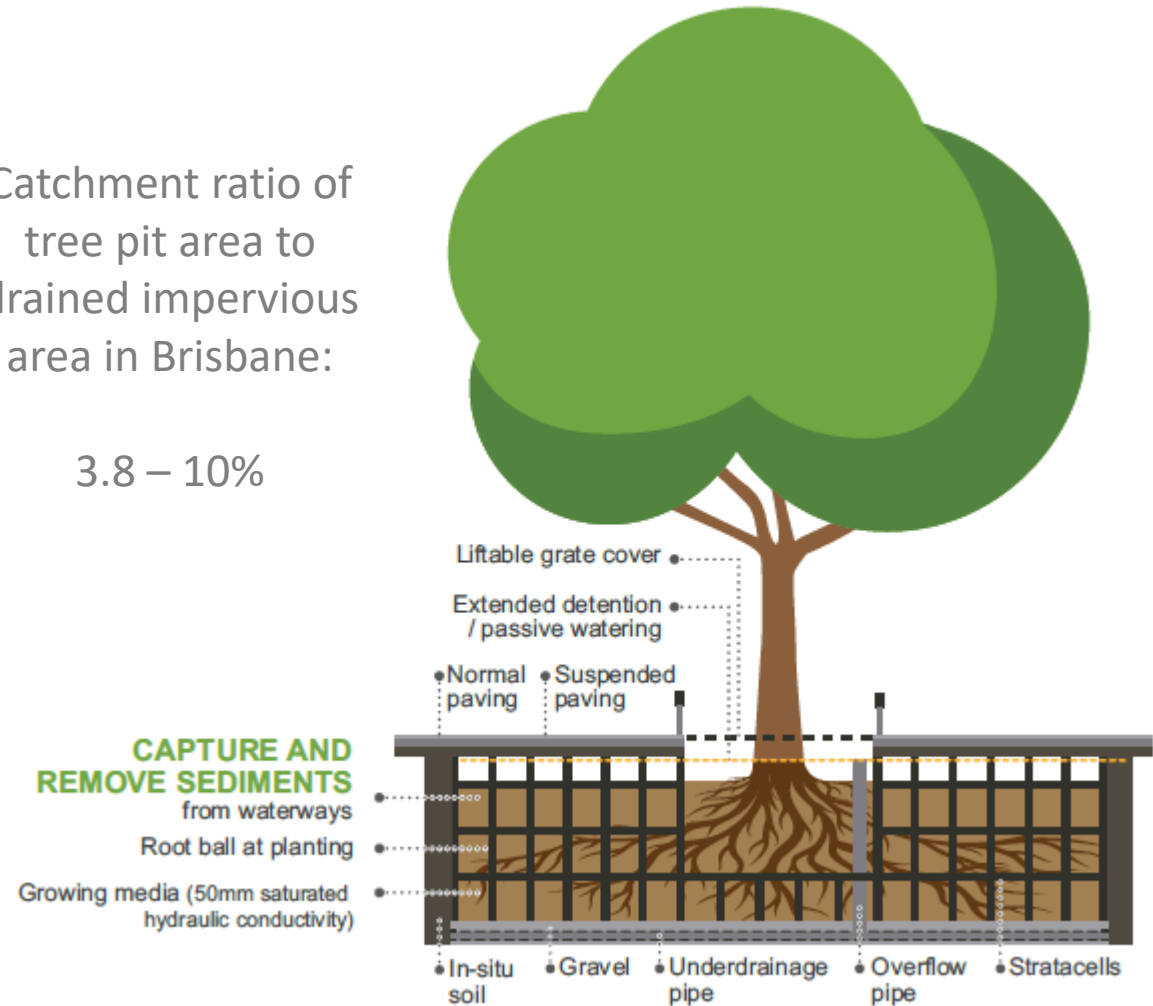 Catchment ratio of
tree pit area to
drained impervious
area in Brisbane:
3.8 – 10%
Liftable grate cover
Extended detention
/ passive watering
Normal
paving
Suspended
paving
CAPTURE AND
REMOVE SEDIMENTS
from waterways
Root ball at planting
Growing media (50mm saturated
hydraulic conductivity)
In-situ
soil
Gravel
Underdrainage
pipe
Overflow
pipe
Stratacells